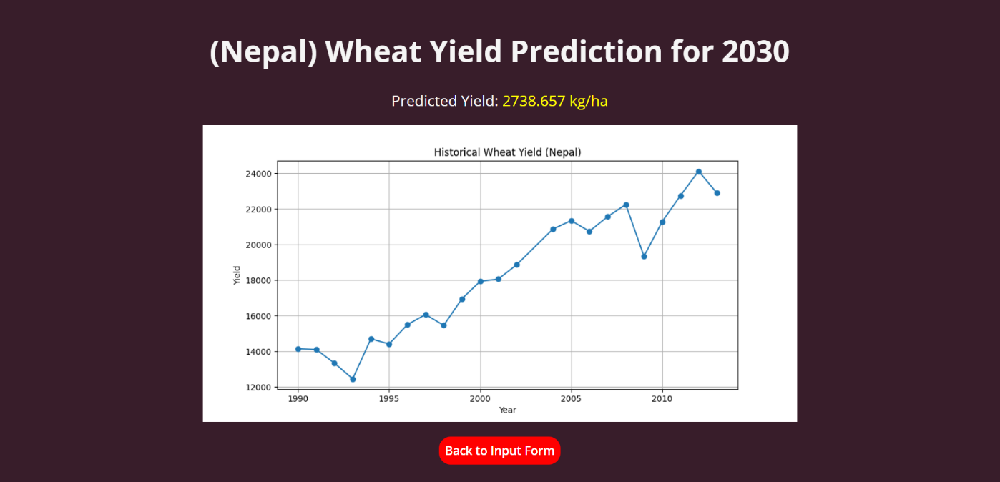 (Nepal) Wheat Yield Prediction for 2030
Predicted Yield: 2738.657 kg/ha
Historical Wheat Yield (Nepal)
24000
22000
20000
18000
16000
14000
12000
Yield
1990 1995 2000 2005 2010
Year
Back to Input Form